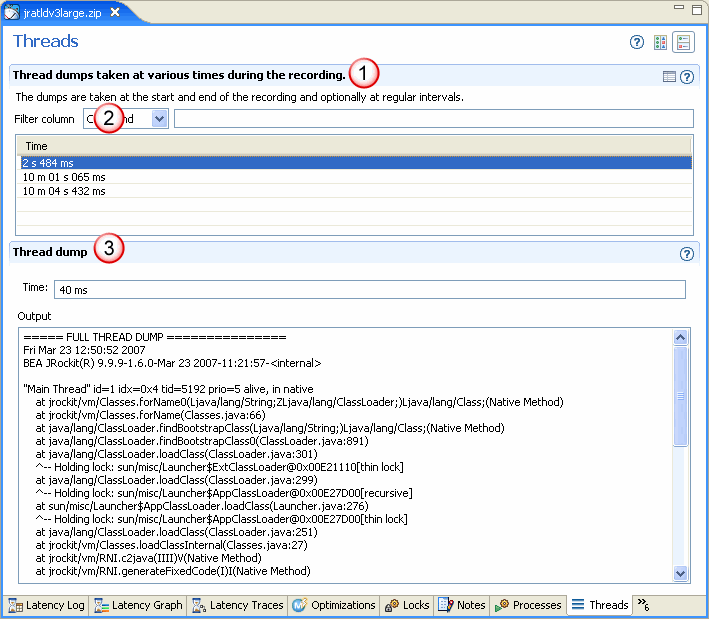 jratldv3large.zip
Threads
Thread dumps taken at various times during the recording. 1
The dumps are taken at the start and end of the recording and optionally at regular intervals.
Filter column 2
Time
2 s 484 ms
10 m 01 s 065 ms
10 m 04 s 432 ms
Thread dump 3
Time: 40 ms
Output
===== FULL THREAD DUMP ===============
Fri Mar 23 12:50:52 2007
BEA JRockit(R) 9.9.9-1.6.0-Mar 23 2007-11:21:57-<internal>
"Main Thread" id=1 idx=0x4 tid=5192 prio=5 alive, in native
at jrockit/vm/Classes.forName0(Ljava/lang/String;ZLjava/lang/ClassLoader;)Ljava/lang/Class;(Native Method)
at jrockit/vm/Classes.forName(Classes.java:66)
at java/lang/ClassLoader.findBootstrapClass(Ljava/lang/String;)Ljava/lang/Class;(Native Method)
at java/lang/ClassLoader.findBootstrapClass0(ClassLoader.java:891)
at java/lang/ClassLoader.loadClass(ClassLoader.java:301)
^-- Holding lock: sun/misc/Launcher$ExtClassLoader@0x00E21110[thin lock]
at java/lang/ClassLoader.loadClass(ClassLoader.java:299)
^-- Holding lock: sun/misc/Launcher$AppClassLoader@0x00E27D00[recursive]
at sun/misc/Launcher$AppClassLoader.loadClass(Launcher.java:276)
^-- Holding lock: sun/misc/Launcher$AppClassLoader@0x00E27D00[thin lock]
at java/lang/ClassLoader.loadClass(ClassLoader.java:251)
at jrockit/vm/Classes.loadClassInternal(Classes.java:27)
at jrockit/vm/RNI.c2java(IIII)V(Native Method)
at jrockit/vm/RNI.generateFixedCode(I)I(Native Method)
Latency Log Latency Graph Latency Traces Optimizations Locks Notes Processes Threads »6